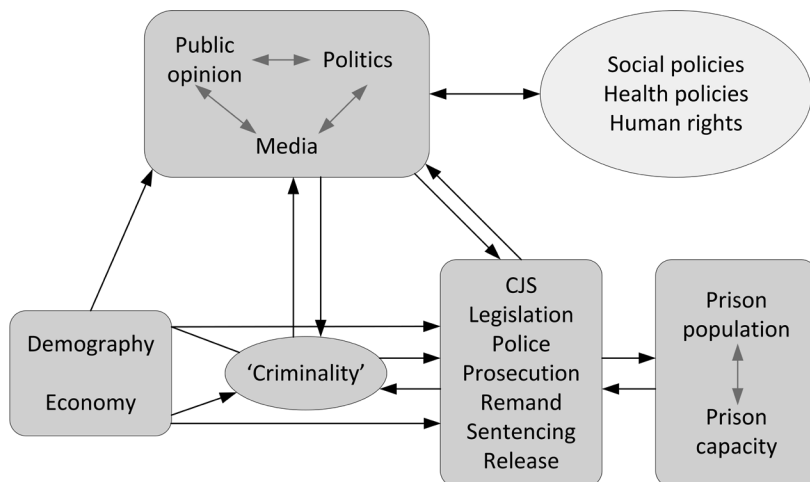 Public
opinion
Politics
Media
Social policies
Health policies
Human rights
Demography
Economy
‘Criminality’
CJS
Legislation
Police
Prosecution
Remand
Sentencing
Release
Prison
population
Prison
capacity